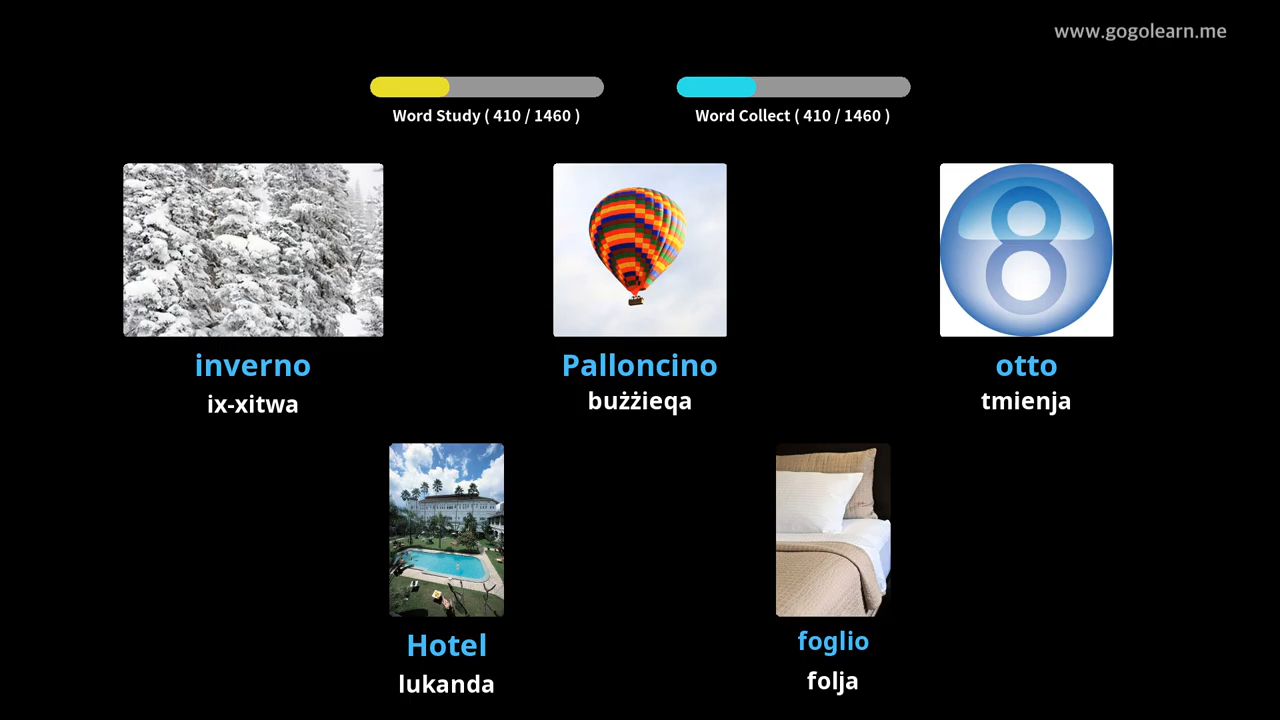 www.gogolearn.me
Word Study ( 410 / 1460 )
Word Collect ( 410 / 1460 )
8
inverno
ix-xitwa
Palloncino
bużżieqa
otto
tmienja
Hotel
lukanda
foglio
folja